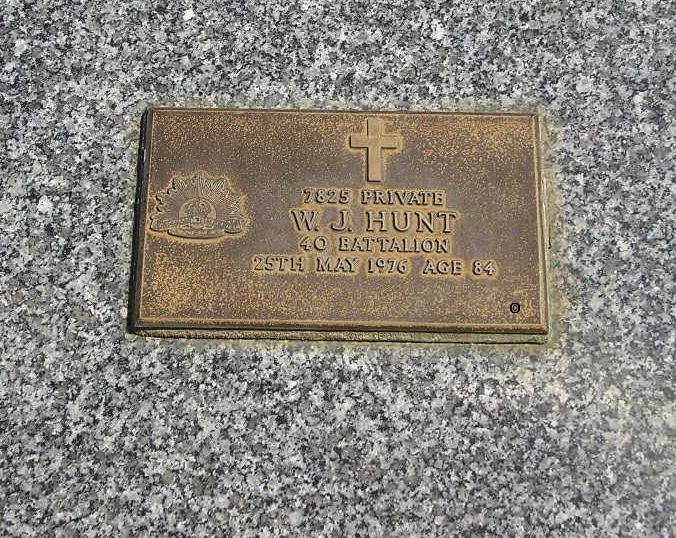 7825 PRIVATE
W. J. HUNT
40 BATTALION
25TH MAY 1976 AGE 84
©